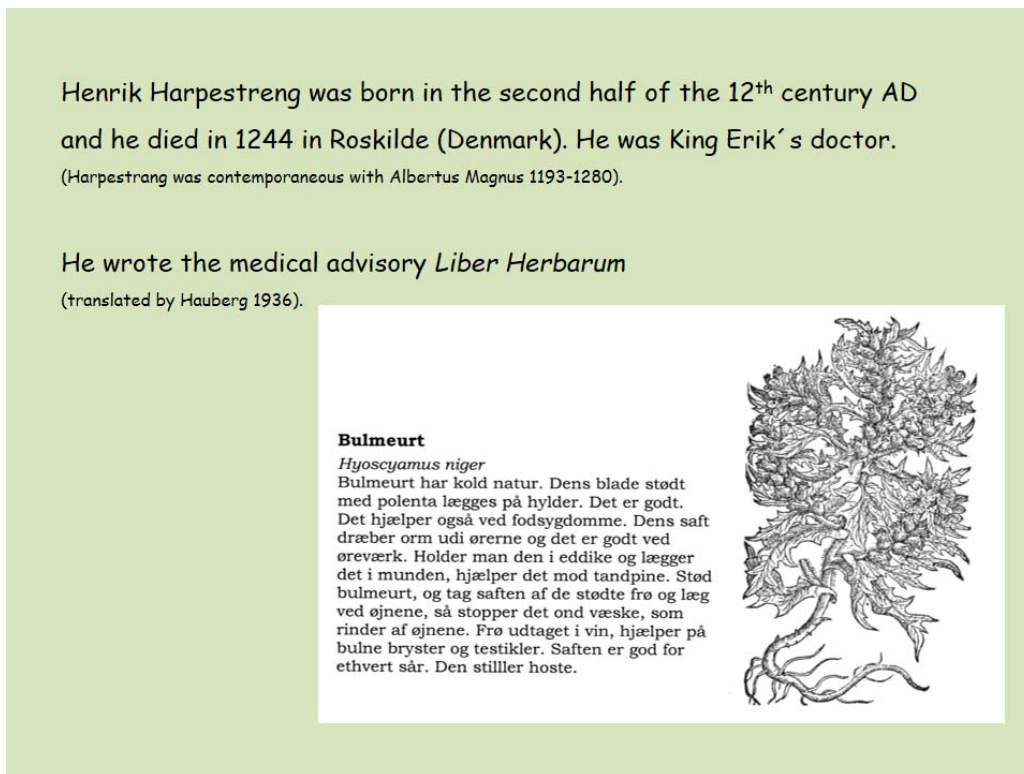 Henrik Harpestreng was born in the second half of the 12th century AD
and he died in 1244 in Roskilde (Denmark). He was King Erik´s doctor.
(Harpestrang was contemporaneous with Albertus Magnus 1193-1280).
He wrote the medical advisory Liber Herbarum
(translated by Hauberg 1936).
Bulmeurt
Hyoscyamus niger
Bulmeurt har kold natur. Dens blade stødt
med polenta lægges på hylder. Det er godt.
Det hjælper også ved fodsygdomme. Dens saft
dræber orm udi ørerne og det er godt ved
øreværk. Holder man den i eddike og lægger
det i munden, hjælper det mod tandpine. Stød
bulmeurt, og tag saften af de stødte frø og læg
ved øjnene, så stopper det ond væske, som
rinder af øjnene. Frø udtaget i vin, hjælper på
bulne bryster og testikler. Saften er god for
ethvert sår. Den stilller hoste.